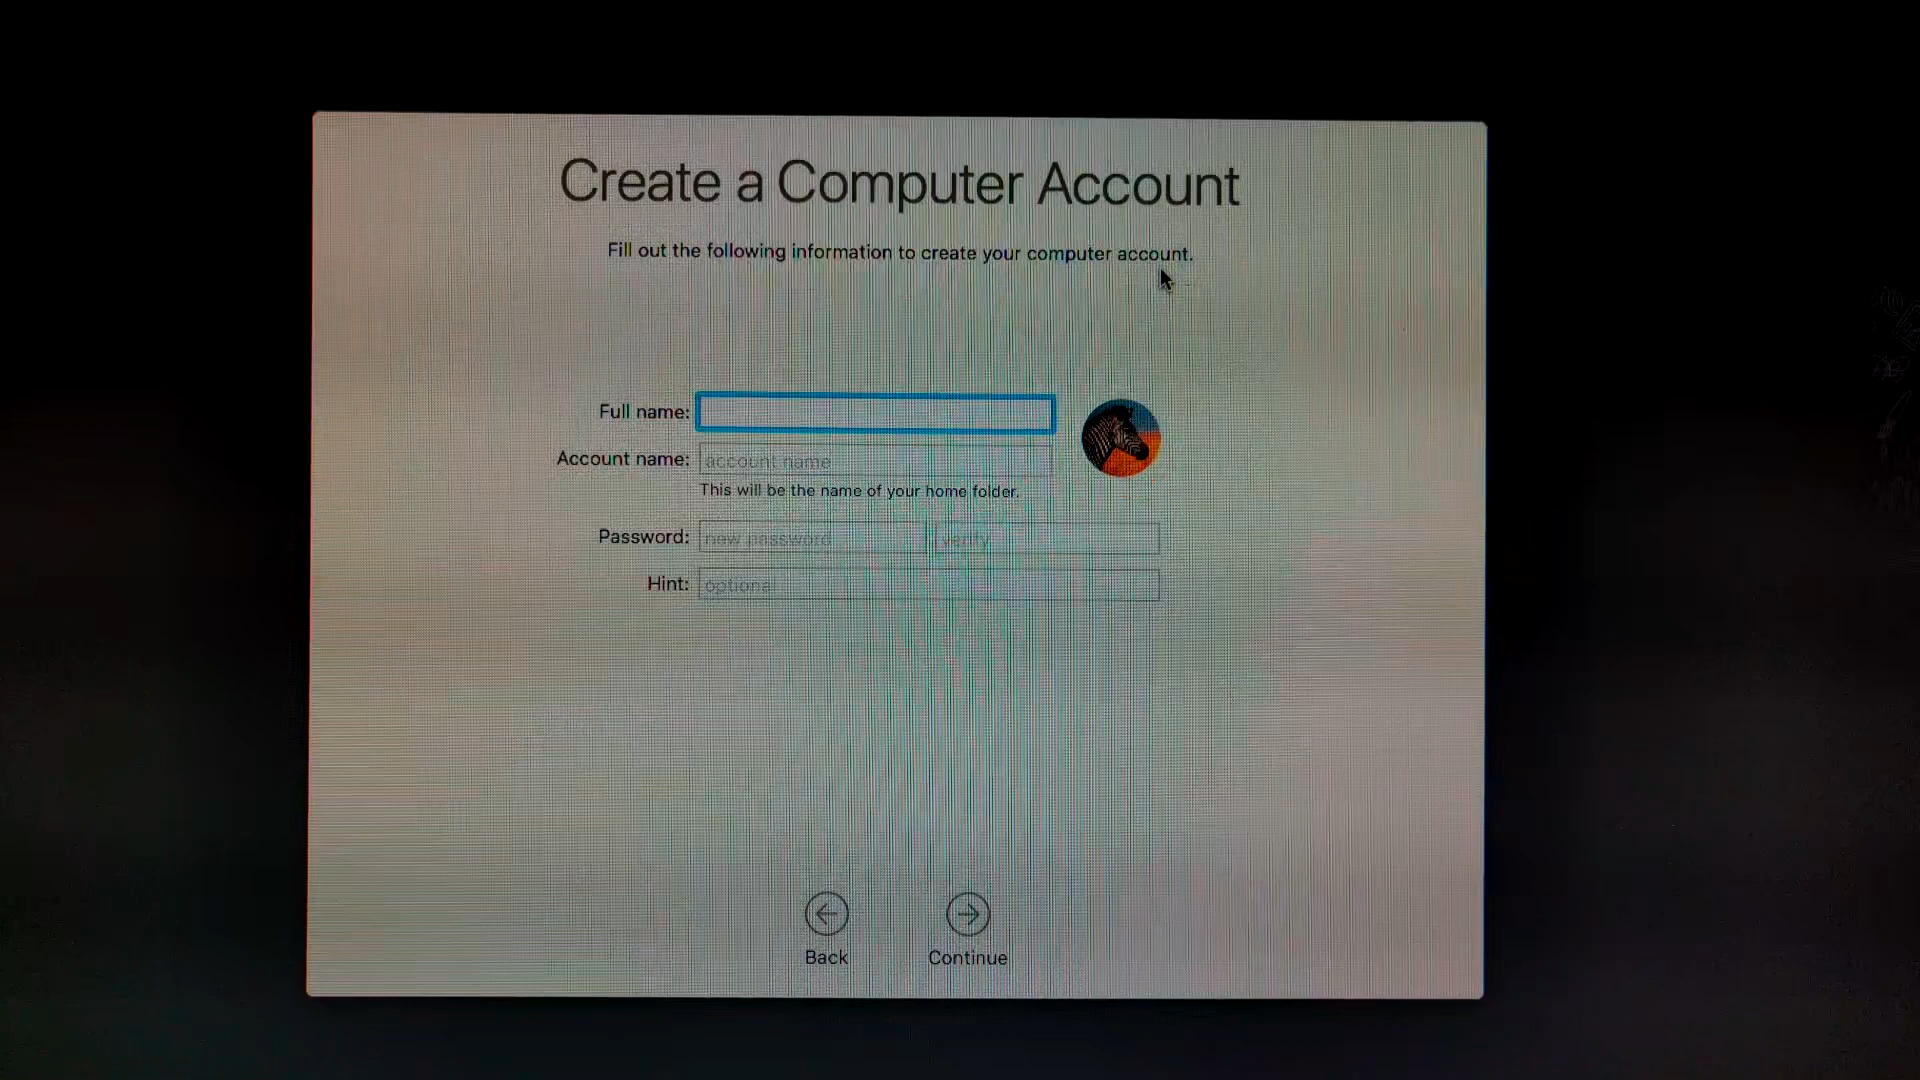 Create a Computer Account
Fill out the following information to create your computer account.
Full name:
Account name: account name
This will be the name of your home folder.
Password: new password verify
Hint: optional
Back Continue